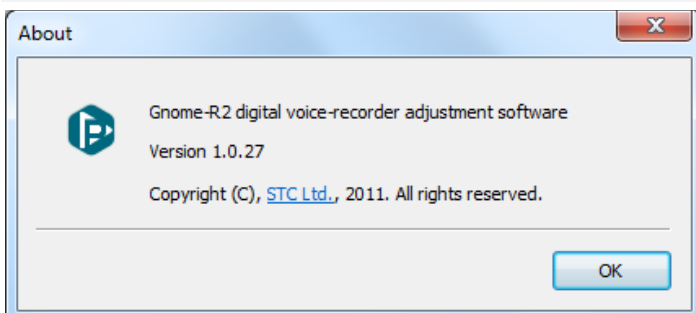 About
Gnome-R2 digital voice-recorder adjustment software
Version 1.0.27
Copyright (C), STC Ltd., 2011. All rights reserved.
OK